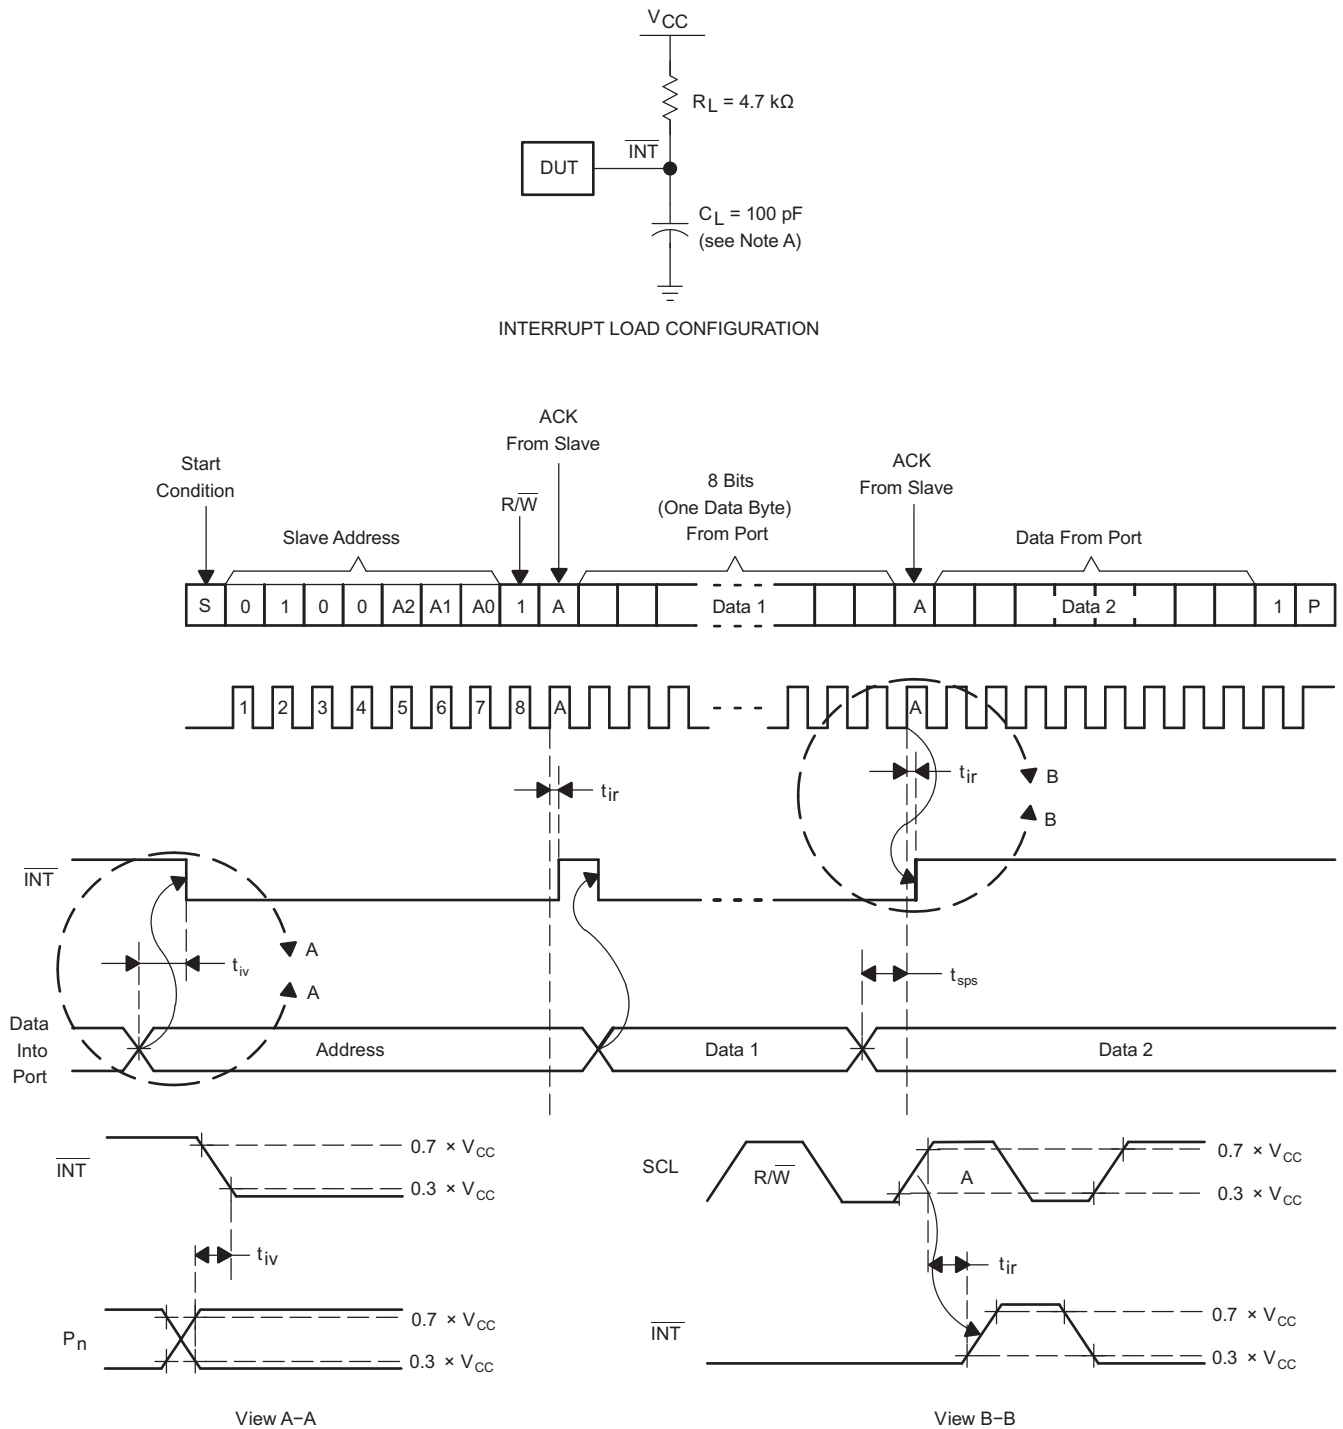 VCC
RL = 4.7 kΩ
INT
DUT
CL = 100 pF
(see Note A)
INTERRUPT LOAD CONFIGURATION
ACK
From Slave
Start
Condition
R/W
8 Bits
(One Data Byte)
From Port
ACK
From Slave
Slave Address
Data From Port
S 0 1 0 0 A2 A1 A0 1 A Data 1 A Data 2 1 P
1 2 3 4 5 6 7 8 A A
tir
tir
B
B
INT
A
tiv
A
tsps
Data
Into
Port
Address
Data 1
Data 2
INT
0.7 × VCC
0.3 × VCC
tiv
Pn
0.7 × VCC
0.3 × VCC
View A−A
SCL
R/W
A
0.7 × VCC
0.3 × VCC
tir
INT
0.7 × VCC
0.3 × VCC
View B−B